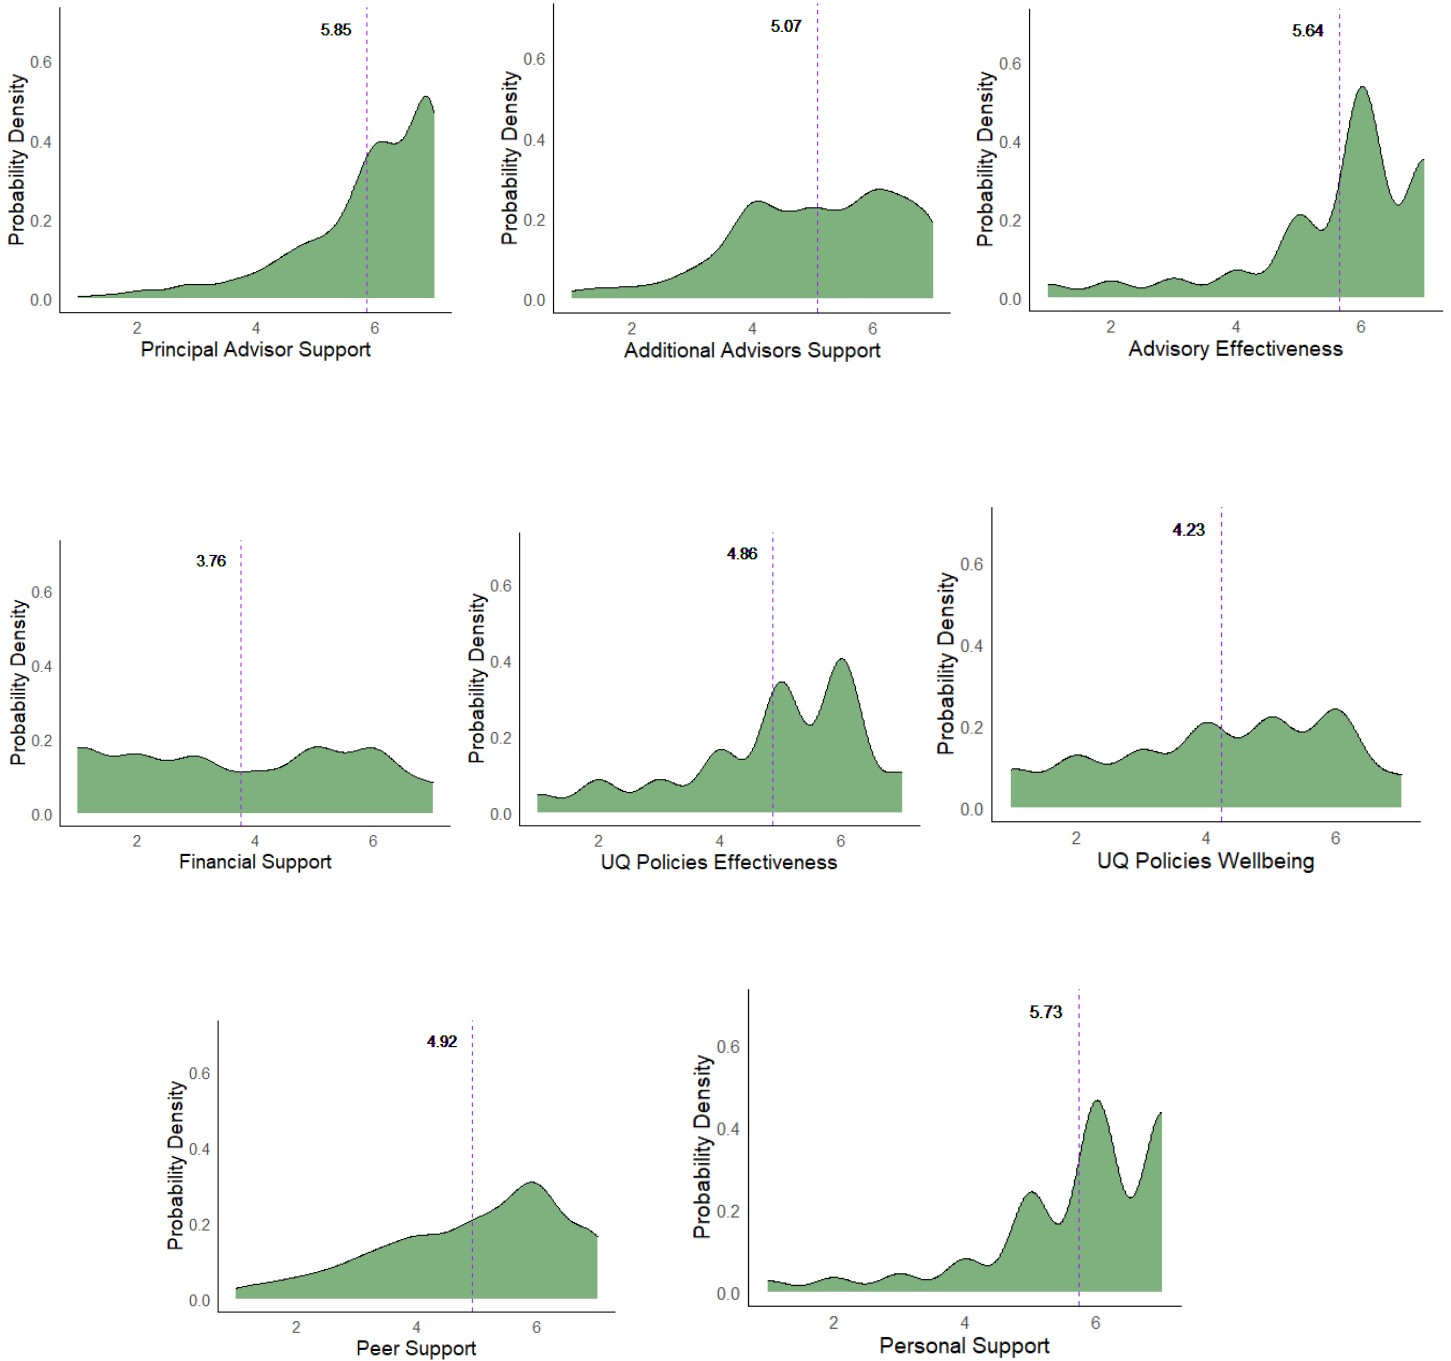 5.85
Probability Density
0.6
0.4
0.2
0.0
2 4 6
Principal Advisor Support
5.07
Probability Density
0.6
0.4
0.2
0.0
2 4 6
Additional Advisors Support
5.64
Probability Density
0.6
0.4
0.2
0.0
2 4 6
Advisory Effectiveness
3.76
Probability Density
0.6
0.4
0.2
0.0
2 4 6
Financial Support
4.86
Probability Density
0.6
0.4
0.2
0.0
2 4 6
UQ Policies Effectiveness
4.23
Probability Density
0.6
0.4
0.2
0.0
2 4 6
UQ Policies Wellbeing
4.92
Probability Density
0.6
0.4
0.2
0.0
2 4 6
Peer Support
5.73
Probability Density
0.6
0.4
0.2
0.0
2 4 6
Personal Support